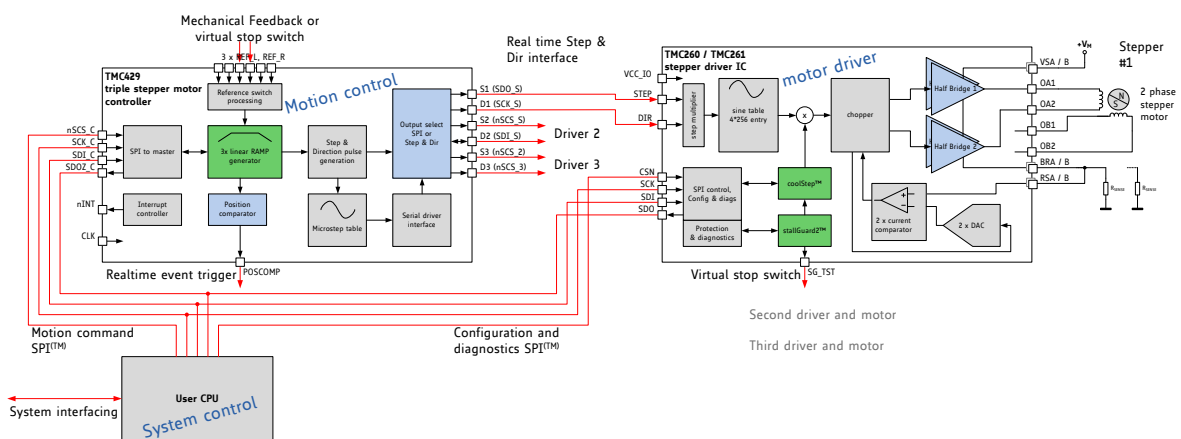 Mechanical Feedback or
virtual stop switch
3 x REF_L, REF_R
TMC429
triple stepper motor
controller
Reference switch
processing
Motion control
nSCS_C
SCK_C
SDI_C
SDOZ_C
nINT
CLK
SPI to master
3x linear RAMP
generator
Step &
Direction pulse
generation
Output select
SPI or
Step & Dir
Interrupt
controller
Position
comparator
Microstep table
Serial driver
interface
POSCOMP
Realtime event trigger
S1 (SDO_S)
D1 (SCK_S)
S2 (nSCS_S)
D2 (SDI_S)
S3 (nSCS_2)
D3 (nSCS_3)
Driver 2
Driver 3
Real time Step &
Dir interface
TMC260 / TMC261
stepper driver IC
motor driver
VCC_IO
STEP
DIR
CSN
SCK
SDI
SDO
step multiplier
sine table
4*256 entry
x
chopper
Half Bridge 1
Half Bridge 2
SPI control,
Config & diags
Protection
& diagnostics
coolStep™
stallGuard2™
2 x current
comparator
2 x DAC
SG_TST
Virtual stop switch
+VM
VSA / B
OA1
OA2
OB1
OB2
BRA / B
RSA / B
RSENSE
RSENSE
Stepper
#1
N
S
2 phase
stepper
motor
Second driver and motor
Third driver and motor
Motion command
SPI(TM)
Configuration and
diagnostics SPI(TM)
User CPU
System control
System interfacing